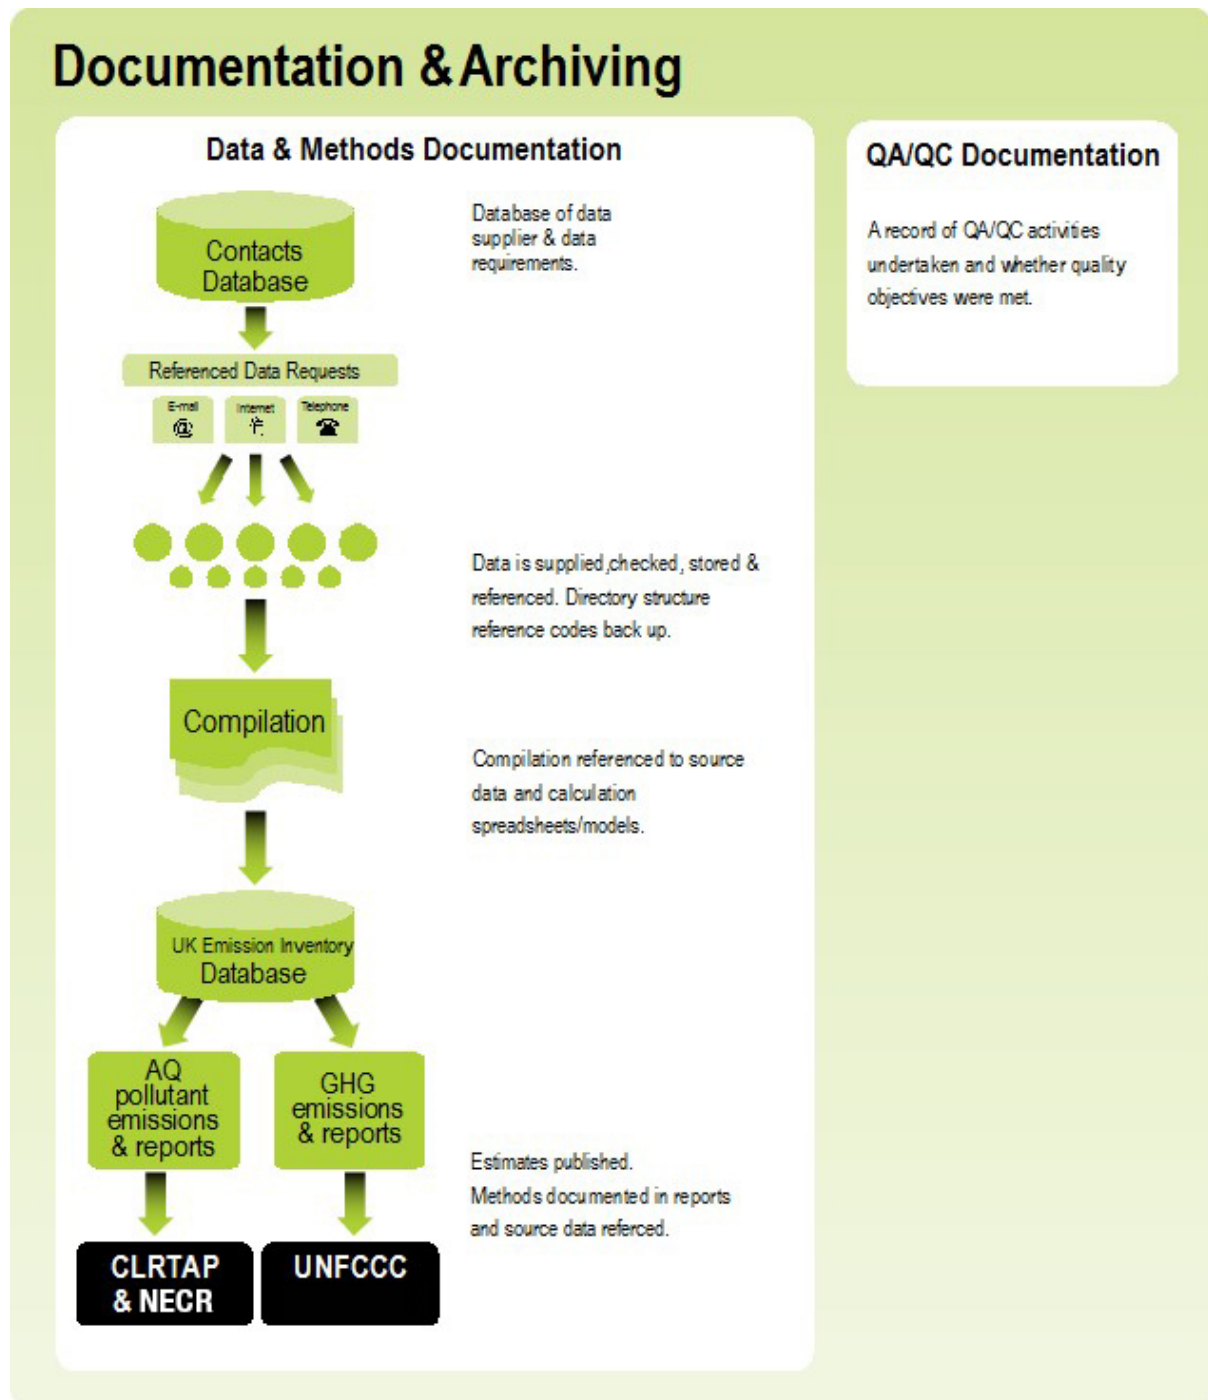 Documentation & Archiving
Data & Methods Documentation
Contacts
Database
Database of data
supplier & data
requirements.
Referenced Data Requests
E-mail
@
Internet
Telephone
Data is supplied,checked, stored &
referenced. Directory structure
reference codes back up.
Compilation
Compilation referenced to source
data and calculation
spreadsheets/models.
UK Emission Inventory
Database
AQ
pollutant
emissions
& reports
GHG
emissions
& reports
Estimates published.
Methods documented in reports
and source data referced.
CLRTAP
& NECR
UNFCCC
QA/QC Documentation
A record of QA/QC activities
undertaken and whether quality
objectives were met.